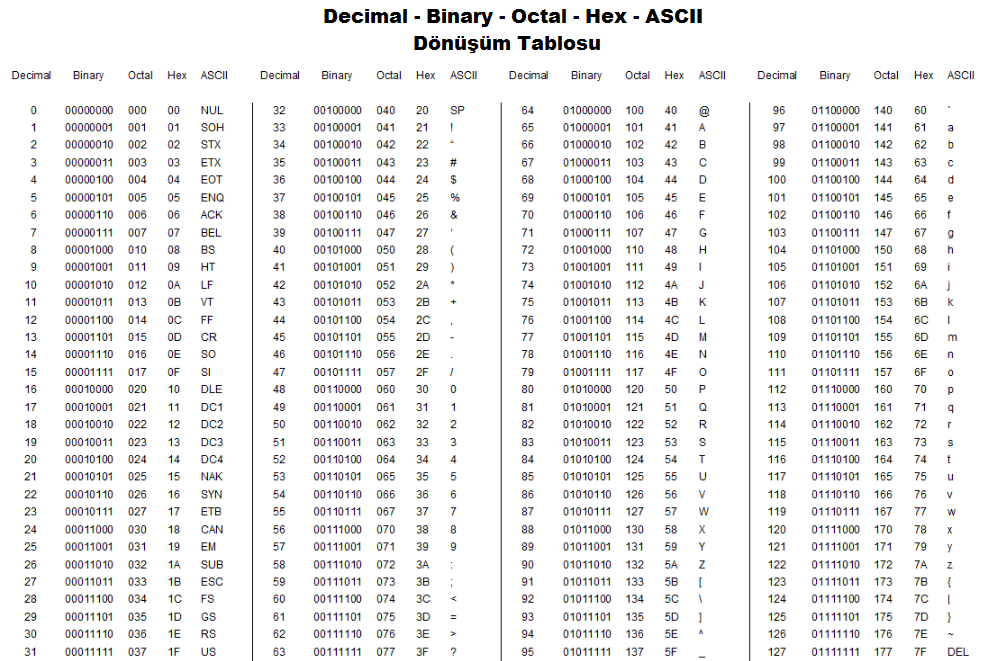 Decimal - Binary - Octal - Hex - ASCII
Dönüşüm Tablosu
Decimal Binary Octal Hex ASCII Decimal Binary Octal Hex ASCII Decimal Binary Octal Hex ASCII Decimal Binary Octal Hex ASCII
0 00000000 000 00 NUL 32 00100000 040 20 SP 64 01000000 100 40 @ 96 01100000 140 60 `
1 00000001 001 01 SOH 33 00100001 041 21 ! 65 01000001 101 41 A 97 01100001 141 61 a
2 00000010 002 02 STX 34 00100010 042 22 “ 66 01000010 102 42 B 98 01100010 142 62 b
3 00000011 003 03 ETX 35 00100011 043 23 # 67 01000011 103 43 C 99 01100011 143 63 c
4 00000100 004 04 EOT 36 00100100 044 24 $ 68 01000100 104 44 D 100 01100100 144 64 d
5 00000101 005 05 ENQ 37 00100101 045 25 % 69 01000101 105 45 E 101 01100101 145 65 e
6 00000110 006 06 ACK 38 00100110 046 26 & 70 01000110 106 46 F 102 01100110 146 66 f
7 00000111 007 07 BEL 39 00100111 047 27 ‘ 71 01000111 107 47 G 103 01100111 147 67 g
8 00001000 010 08 BS 40 00101000 050 28 ( 72 01001000 110 48 H 104 01101000 150 68 h
9 00001001 011 09 HT 41 00101001 051 29 ) 73 01001001 111 49 I 105 01101001 151 69 i
10 00001010 012 0A LF 42 00101010 052 2A * 74 01001010 112 4A J 106 01101010 152 6A j
11 00001011 013 0B VT 43 00101011 053 2B + 75 01001011 113 4B K 107 01101011 153 6B k
12 00001100 014 0C FF 44 00101100 054 2C , 76 01001100 114 4C L 108 01101100 154 6C l
13 00001101 015 0D CR 45 00101101 055 2D - 77 01001101 115 4D M 109 01101101 155 6D m
14 00001110 016 0E SO 46 00101110 056 2E . 78 01001110 116 4E N 110 01101110 156 6E n
15 00001111 017 0F SI 47 00101111 057 2F / 79 01001111 117 4F O 111 01101111 157 6F o
16 00010000 020 10 DLE 48 00110000 060 30 0 80 01010000 120 50 P 112 01110000 160 70 p
17 00010001 021 11 DC1 49 00110001 061 31 1 81 01010001 121 51 Q 113 01110001 161 71 q
18 00010010 022 12 DC2 50 00110010 062 32 2 82 01010010 122 52 R 114 01110010 162 72 r
19 00010011 023 13 DC3 51 00110011 063 33 3 83 01010011 123 53 S 115 01110011 163 73 s
20 00010100 024 14 DC4 52 00110100 064 34 4 84 01010100 124 54 T 116 01110100 164 74 t
21 00010101 025 15 NAK 53 00110101 065 35 5 85 01010101 125 55 U 117 01110101 165 75 u
22 00010110 026 16 SYN 54 00110110 066 36 6 86 01010110 126 56 V 118 01110110 166 76 v
23 00010111 027 17 ETB 55 00110111 067 37 7 87 01010111 127 57 W 119 01110111 167 77 w
24 00011000 030 18 CAN 56 00111000 070 38 8 88 01011000 130 58 X 120 01111000 170 78 x
25 00011001 031 19 EM 57 00111001 071 39 9 89 01011001 131 59 Y 121 01111001 171 79 y
26 00011010 032 1A SUB 58 00111010 072 3A : 90 01011010 132 5A Z 122 01111010 172 7A z
27 00011011 033 1B ESC 59 00111011 073 3B ; 91 01011011 133 5B [ 123 01111011 173 7B {
28 00011100 034 1C FS 60 00111100 074 3C < 92 01011100 134 5C \ 124 01111100 174 7C |
29 00011101 035 1D GS 61 00111101 075 3D = 93 01011101 135 5D ] 125 01111101 175 7D }
30 00011110 036 1E RS 62 00111110 076 3E > 94 01011110 136 5E ^ 126 01111110 176 7E ~
31 00011111 037 1F US 63 00111111 077 3F ? 95 01011111 137 5F _ 127 01111111 177 7F DEL